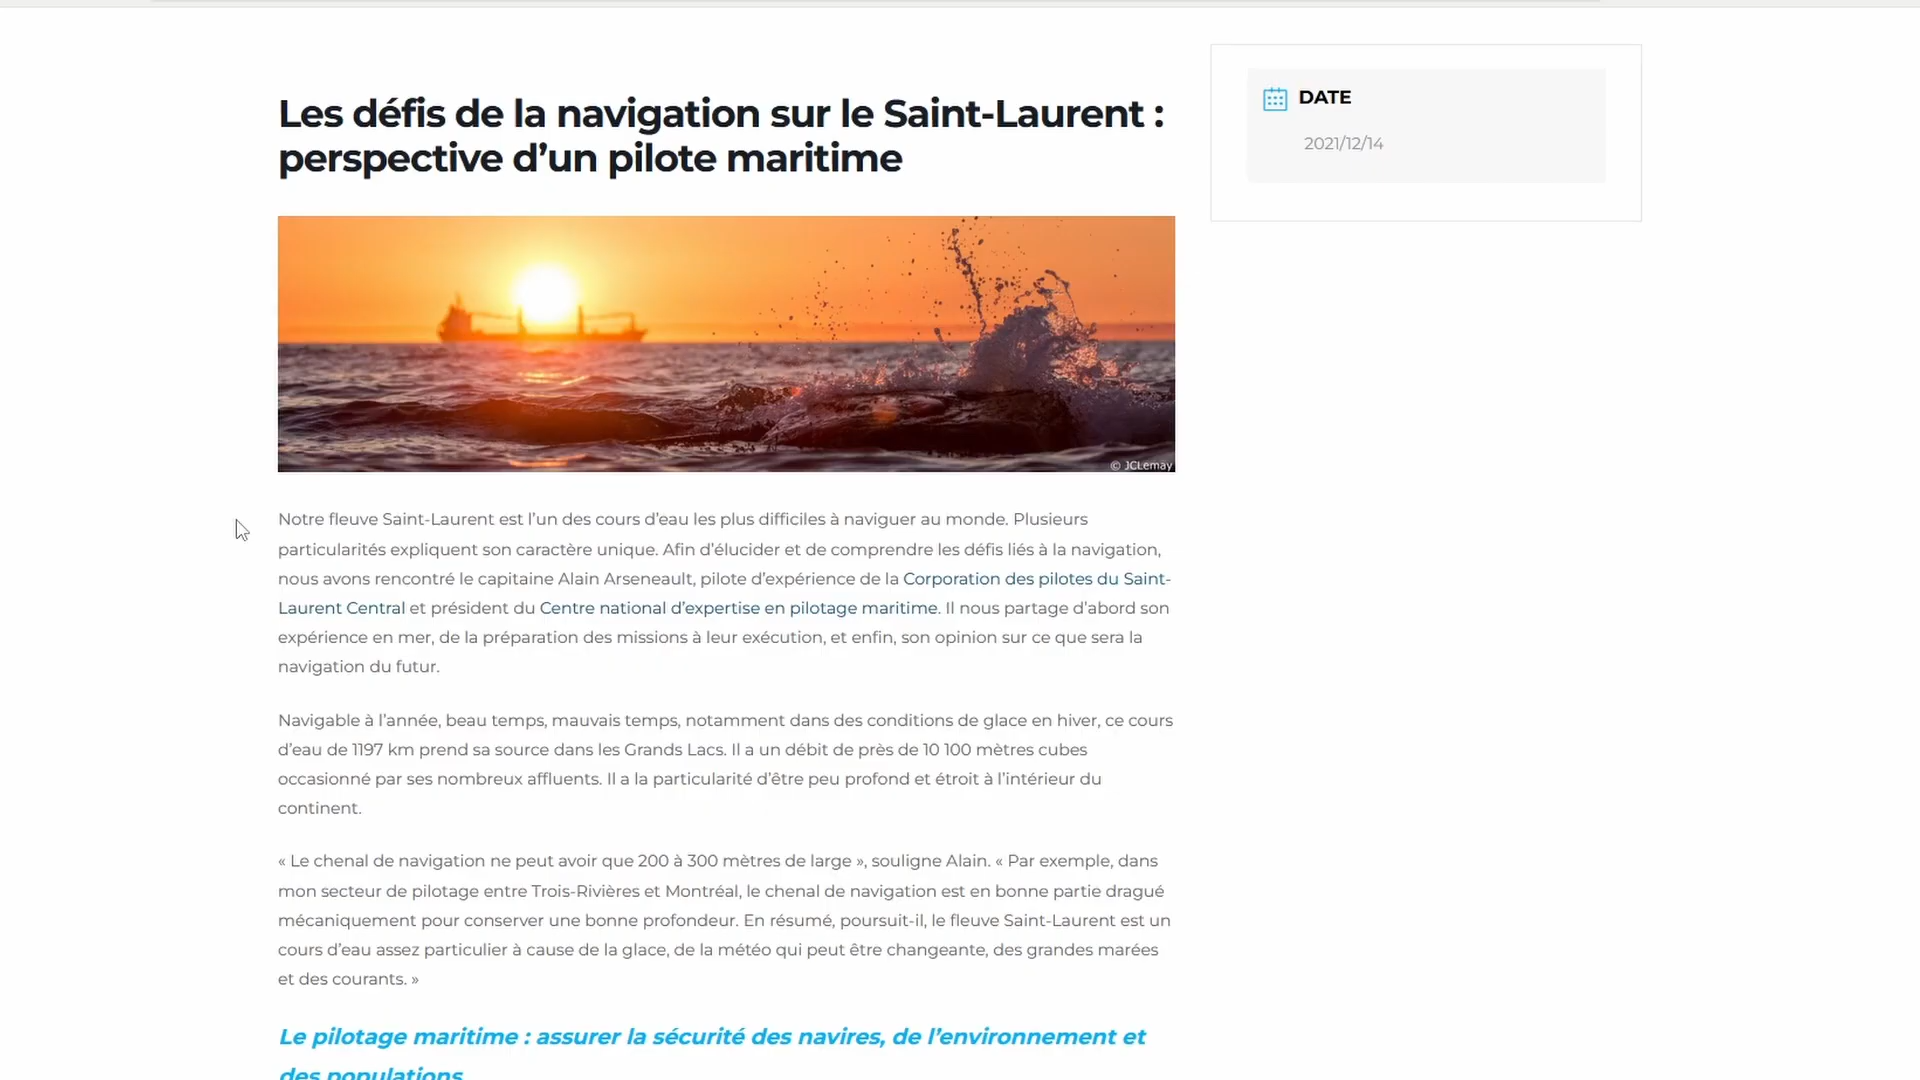 Les défis de la navigation sur le Saint-Laurent :
perspective d’un pilote maritime
DATE
2021/12/14
© JCLemay
Notre fleuve Saint-Laurent est l’un des cours d’eau les plus difficiles à naviguer au monde. Plusieurs
particularités expliquent son caractère unique. Afin d’élucider et de comprendre les défis liés à la navigation,
nous avons rencontré le capitaine Alain Arseneault, pilote d’expérience de la Corporation des pilotes du Saint-
Laurent Central et président du Centre national d’expertise en pilotage maritime. Il nous partage d’abord son
expérience en mer, de la préparation des missions à leur exécution, et enfin, son opinion sur ce que sera la
navigation du futur.
Navigable à l’année, beau temps, mauvais temps, notamment dans des conditions de glace en hiver, ce cours
d’eau de 1197 km prend sa source dans les Grands Lacs. Il a un débit de près de 10 100 mètres cubes
occasionné par ses nombreux affluents. Il a la particularité d’être peu profond et étroit à l’intérieur du
continent.
« Le chenal de navigation ne peut avoir que 200 à 300 mètres de large », souligne Alain. « Par exemple, dans
mon secteur de pilotage entre Trois-Rivières et Montréal, le chenal de navigation est en bonne partie dragué
mécaniquement pour conserver une bonne profondeur. En résumé, poursuit-il, le fleuve Saint-Laurent est un
cours d’eau assez particulier à cause de la glace, de la météo qui peut être changeante, des grandes marées
et des courants. »
Le pilotage maritime : assurer la sécurité des navires, de l’environnement et
des populations